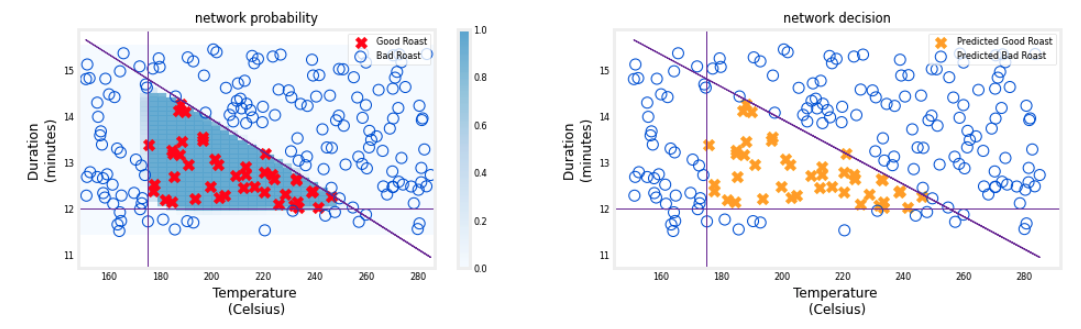 network probability
Good Roast
Bad Roast
15
14
13
12
11
Duration
(minutes)
160
180
200
220
240
260
280
Temperature
(Celsius)
1.0
0.8
0.6
0.4
0.2
0.0
network decision
Predicted Good Roast
Predicted Bad Roast
15
14
13
12
11
Duration
(minutes)
160
180
200
220
240
260
280
Temperature
(Celsius)